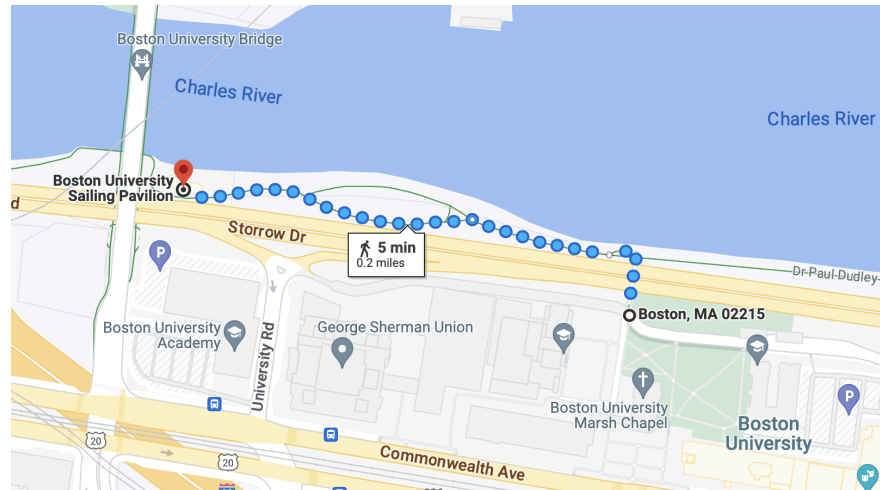 Boston University Bridge
Charles River
Charles River
Boston University
Sailing Pavilion
d
Storrow Dr
5 min
0.2 miles
Dr Paul Dudley
P
Boston, MA 02215
Boston University
Academy
University Rd
George Sherman Union
Boston University
Marsh Chapel
P
Boston
University
20
20
Commonwealth Ave